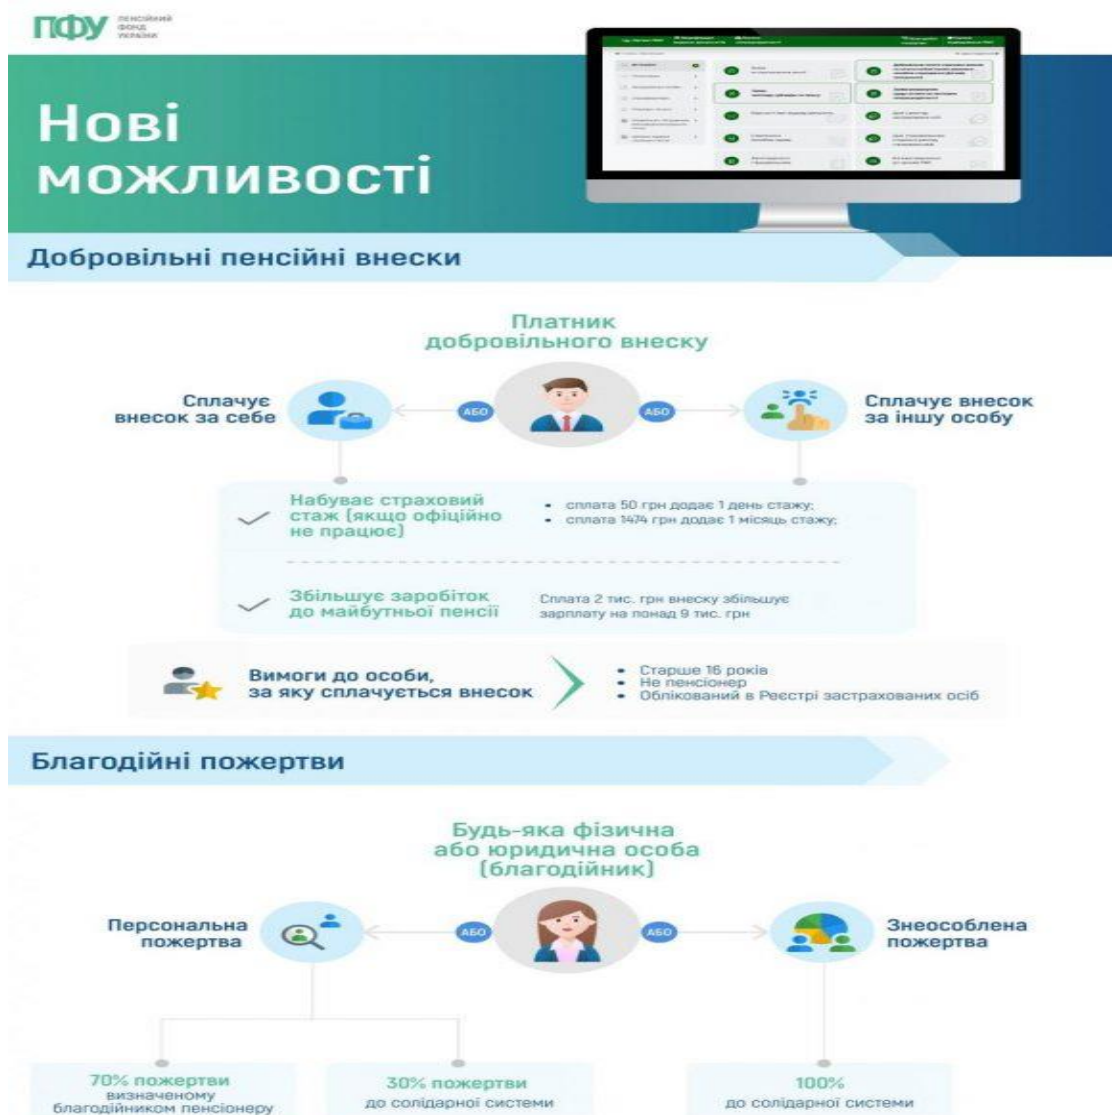 ПФУ
ПЕНСІЙНИЙ
ФОНД
УКРАЇНИ
Нові
можливості
Добровільні пенсійні внески
Платник
добровільного внеску
Сплачує
внесок за себе
АБО
АБО
Сплачує внесок
за іншу особу
Набуває страховий
стаж (якщо офіційно
не працює)
• сплата 50 грн додає 1 день стажу;
• сплата 1474 грн додає 1 місяць стажу;
Збільшує заробіток
до майбутньої пенсії
Сплата 2 тис. грн внеску збільшує
зарплату на понад 9 тис. грн
Вимоги до особи,
за яку сплачується внесок
• Старше 16 років
• Не пенсіонер
• Облікований в Реєстрі застрахованих осіб
Благодійні пожертви
Будь-яка фізична
або юридична особа
(благодійник)
Персональна
пожертва
АБО
АБО
Знеособлена
пожертва
70% пожертви
визначеному
благодійником пенсіонеру
30% пожертви
до солідарної системи
100%
до солідарної системи